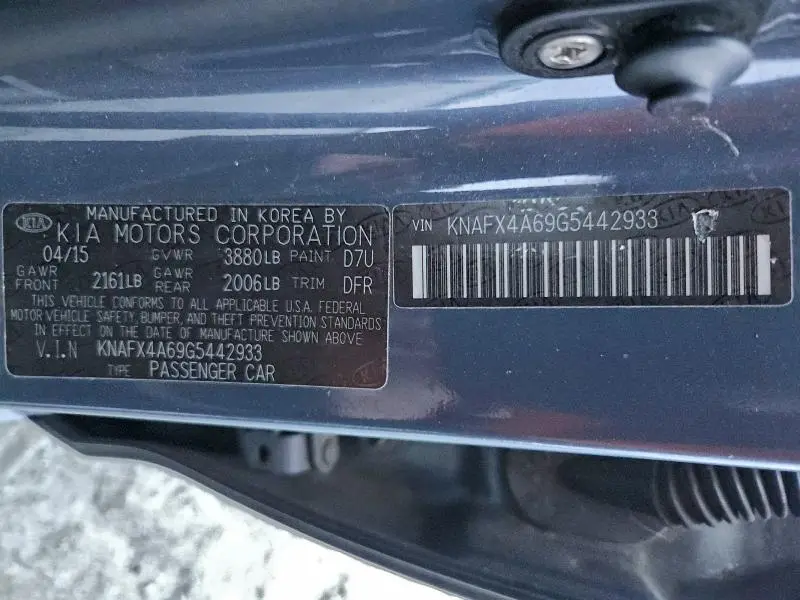 KIA
MANUFACTURED IN KOREA BY
KIA MOTORS CORPORATION
04/15 GVWR 3880LB PAINT D7U
GAWR FRONT 2161LB GAWR REAR 2006LB TRIM DFR
THIS VEHICLE CONFORMS TO ALL APPLICABLE U.S.A. FEDERAL
MOTOR VEHICLE SAFETY, BUMPER, AND THEFT PREVENTION STANDARDS
IN EFFECT ON THE DATE OF MANUFACTURE SHOWN ABOVE
V.I.N KNAFX4A69G5442933
TYPE PASSENGER CAR
VIN KNAFX4A69G5442933